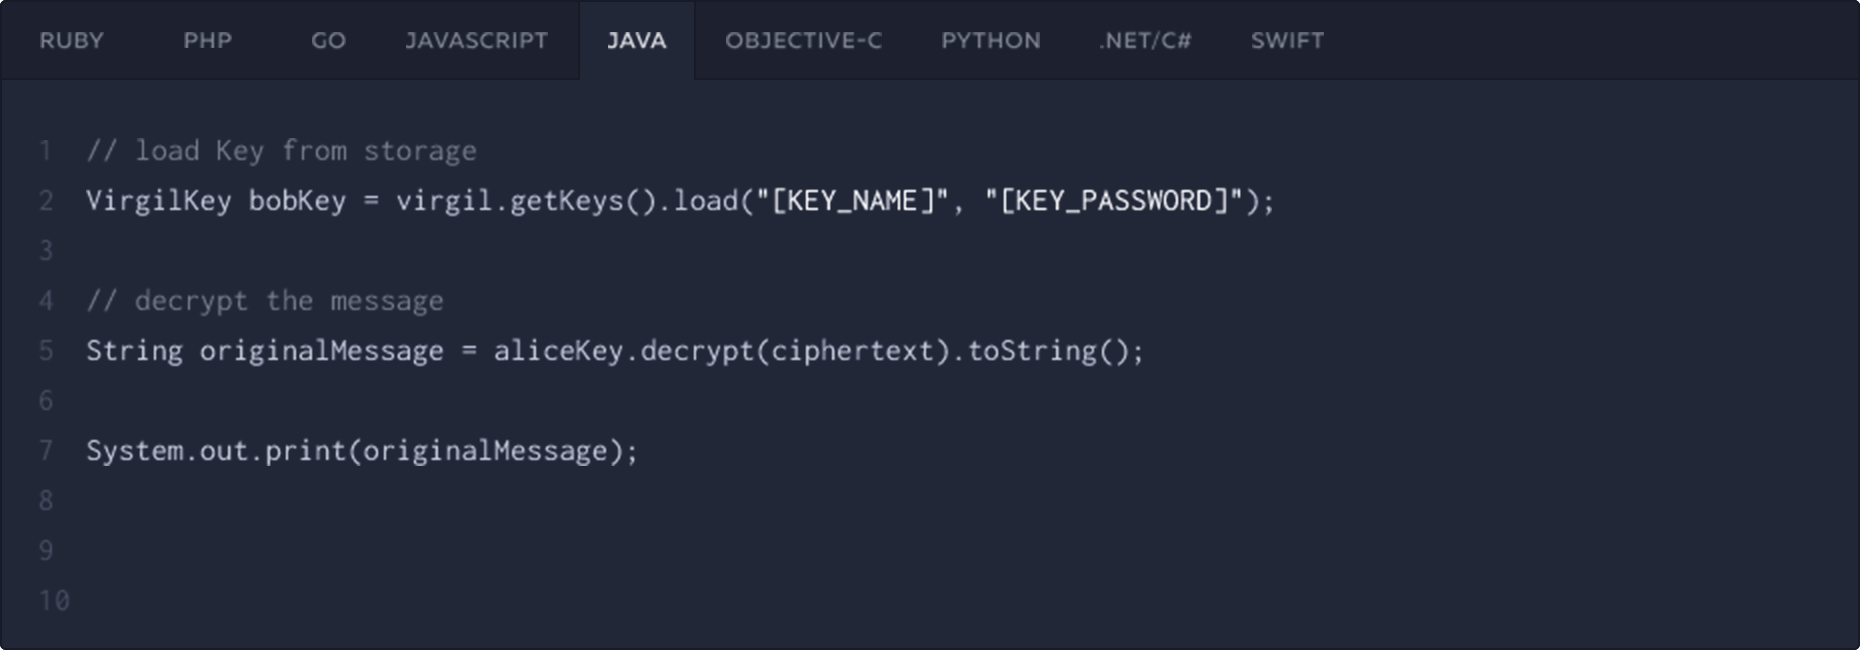 RUBY PHP GO JAVASCRIPT JAVA OBJECTIVE-C PYTHON .NET/C# SWIFT
1 // load Key from storage
2 VirgilKey bobKey = virgil.getKeys().load("[KEY_NAME]", "[KEY_PASSWORD]");
3
4 // decrypt the message
5 String originalMessage = aliceKey.decrypt(ciphertext).toString();
6
7 System.out.print(originalMessage);
8
9
10